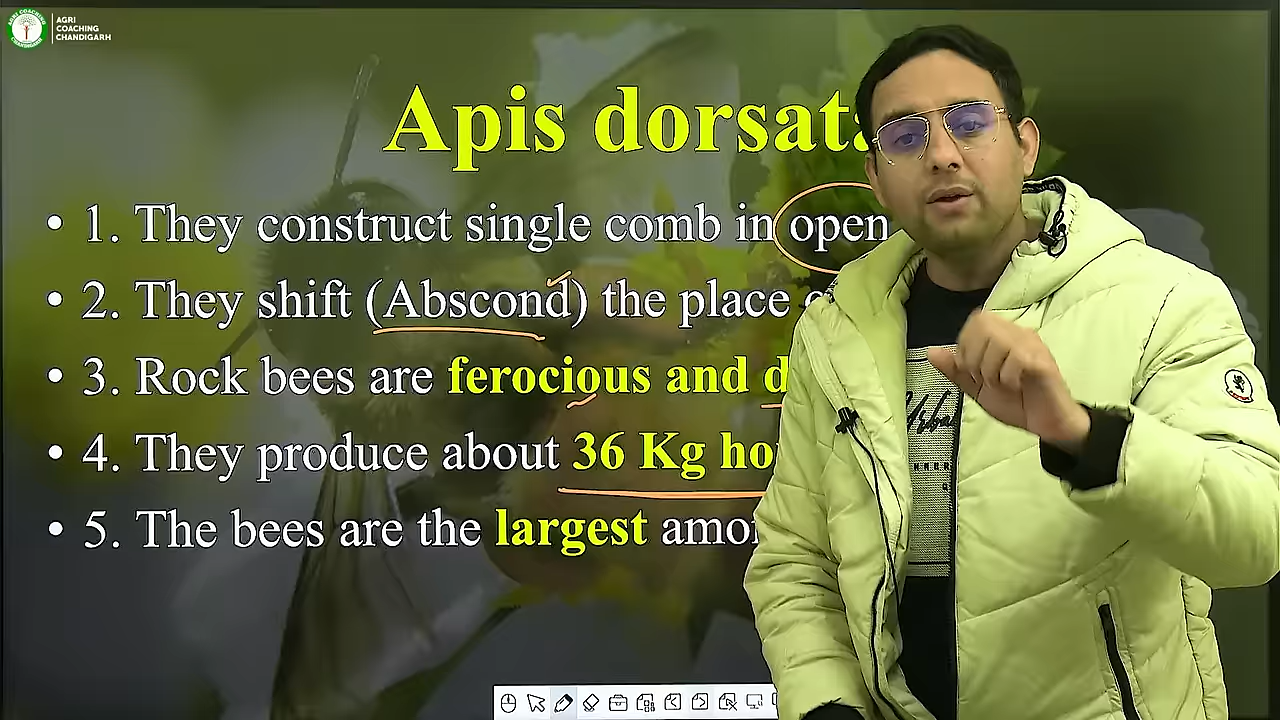 AGRI
COACHING
CHANDIGARH
Apis dorsata
• 1. They construct single comb in open
• 2. They shift (Abscond) the place
• 3. Rock bees are ferocious and
• 4. They produce about 36 Kg
• 5. The bees are the largest